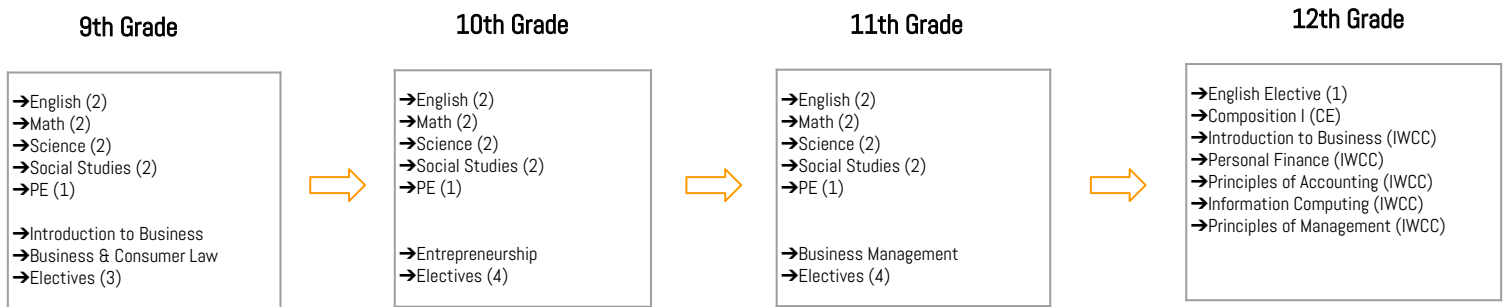 9th Grade
➔English (2)
➔Math (2)
➔Science (2)
➔Social Studies (2)
➔PE (1)
➔Introduction to Business
➔Business & Consumer Law
➔Electives (3)
10th Grade
➔English (2)
➔Math (2)
➔Science (2)
➔Social Studies (2)
➔PE (1)
➔Entrepreneurship
➔Electives (4)
11th Grade
➔English (2)
➔Math (2)
➔Science (2)
➔Social Studies (2)
➔PE (1)
➔Business Management
➔Electives (4)
12th Grade
➔English Elective (1)
➔Composition I (CE)
➔Introduction to Business (IWCC)
➔Personal Finance (IWCC)
➔Principles of Accounting (IWCC)
➔Information Computing (IWCC)
➔Principles of Management (IWCC)